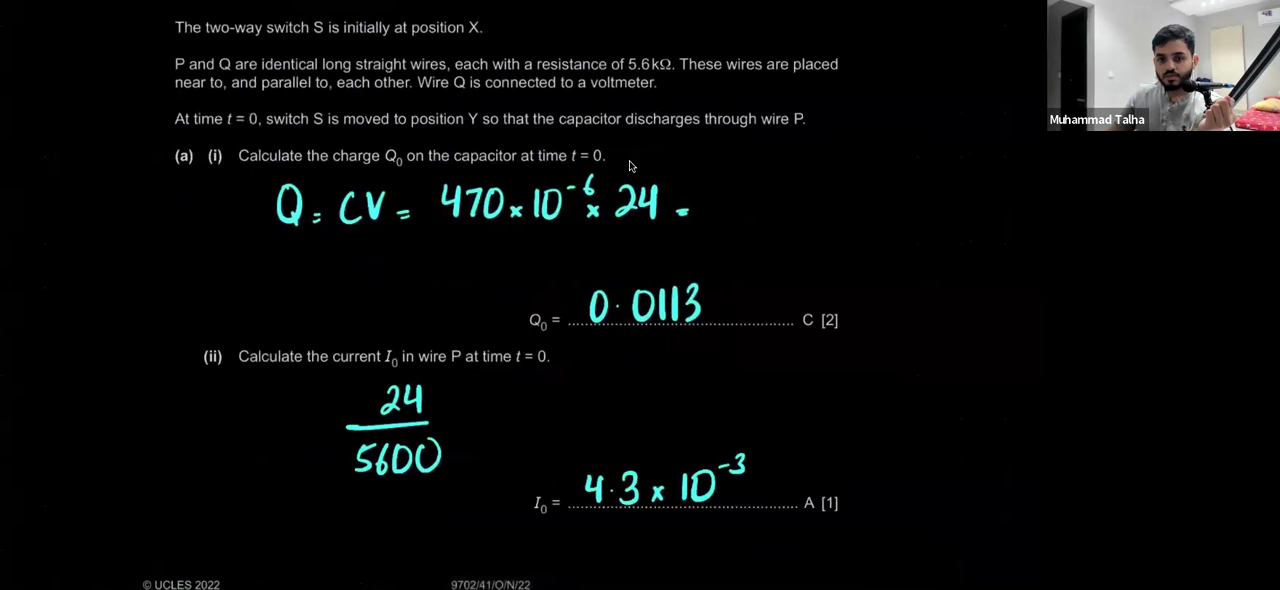 The two-way switch S is initially at position X.
P and Q are identical long straight wires, each with a resistance of 5.6 kΩ. These wires are placed
near to, and parallel to, each other. Wire Q is connected to a voltmeter.
At time t = 0, switch S is moved to position Y so that the capacitor discharges through wire P.
(a) (i) Calculate the charge Q₀ on the capacitor at time t = 0.
Q = CV = 470 × 10⁻⁶ × 24 =
Q₀ = 0.0113 C [2]
(ii) Calculate the current I₀ in wire P at time t = 0.
24
5600
I₀ = 4.3 × 10⁻³ A [1]
© UCLES 2022 9702/41/O/N/22
Muhammad Talha